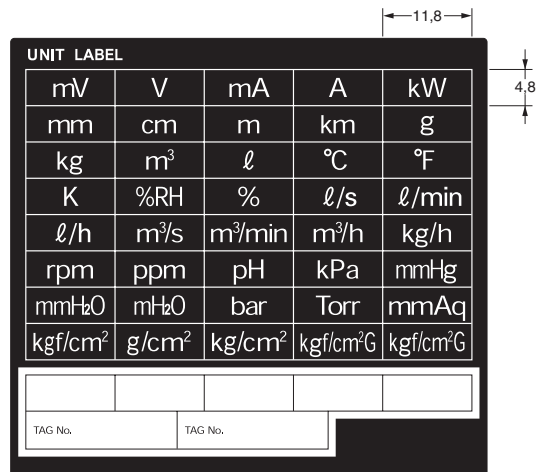 11,8
UNIT LABEL
4,8
mV V mA A kW
mm cm m km g
kg m³ ℓ °C °F
K %RH % ℓ/s ℓ/min
ℓ/h m³/s m³/min m³/h kg/h
rpm ppm pH kPa mmHg
mmH₂O mH₂O bar Torr mmAq
kgf/cm² g/cm² kg/cm² kgf/cm²G kgf/cm²G
TAG No. TAG No.